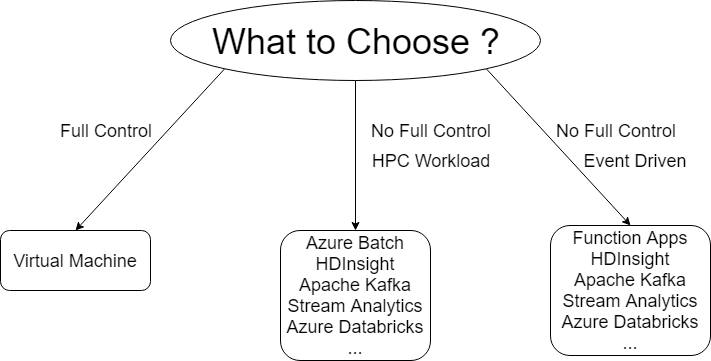 What to Choose ?
Full Control
No Full Control
HPC Workload
No Full Control
Event Driven
Virtual Machine
Azure Batch
HDInsight
Apache Kafka
Stream Analytics
Azure Databricks
...
Function Apps
HDInsight
Apache Kafka
Stream Analytics
Azure Databricks
...